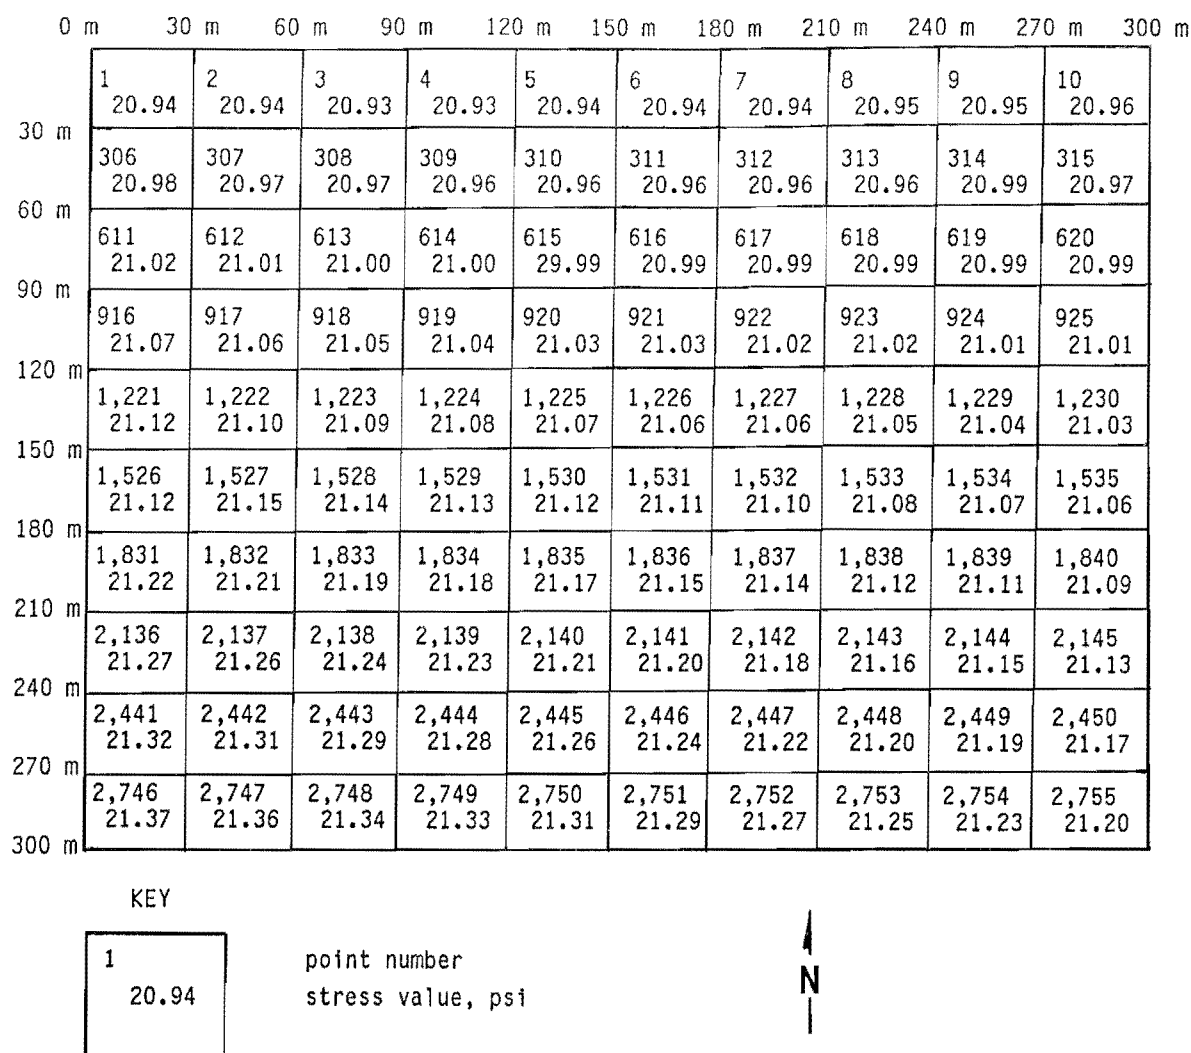 0 m 30 m 60 m 90 m 120 m 150 m 180 m 210 m 240 m 270 m 300 m
1 2 3 4 5 6 7 8 9 10
20.94 20.94 20.93 20.93 20.94 20.94 20.94 20.95 20.95 20.96
30 m
306 307 308 309 310 311 312 313 314 315
20.98 20.97 20.97 20.96 20.96 20.96 20.96 20.96 20.99 20.97
60 m
611 612 613 614 615 616 617 618 619 620
21.02 21.01 21.00 21.00 29.99 20.99 20.99 20.99 20.99 20.99
90 m
916 917 918 919 920 921 922 923 924 925
21.07 21.06 21.05 21.04 21.03 21.03 21.02 21.02 21.01 21.01
120 m
1,221 1,222 1,223 1,224 1,225 1,226 1,227 1,228 1,229 1,230
21.12 21.10 21.09 21.08 21.07 21.06 21.06 21.05 21.04 21.03
150 m
1,526 1,527 1,528 1,529 1,530 1,531 1,532 1,533 1,534 1,535
21.12 21.15 21.14 21.13 21.12 21.11 21.10 21.08 21.07 21.06
180 m
1,831 1,832 1,833 1,834 1,835 1,836 1,837 1,838 1,839 1,840
21.22 21.21 21.19 21.18 21.17 21.15 21.14 21.12 21.11 21.09
210 m
2,136 2,137 2,138 2,139 2,140 2,141 2,142 2,143 2,144 2,145
21.27 21.26 21.24 21.23 21.21 21.20 21.18 21.16 21.15 21.13
240 m
2,441 2,442 2,443 2,444 2,445 2,446 2,447 2,448 2,449 2,450
21.32 21.31 21.29 21.28 21.26 21.24 21.22 21.20 21.19 21.17
270 m
2,746 2,747 2,748 2,749 2,750 2,751 2,752 2,753 2,754 2,755
21.37 21.36 21.34 21.33 21.31 21.29 21.27 21.25 21.23 21.20
300 m
KEY
1 point number
20.94 stress value, psi
N